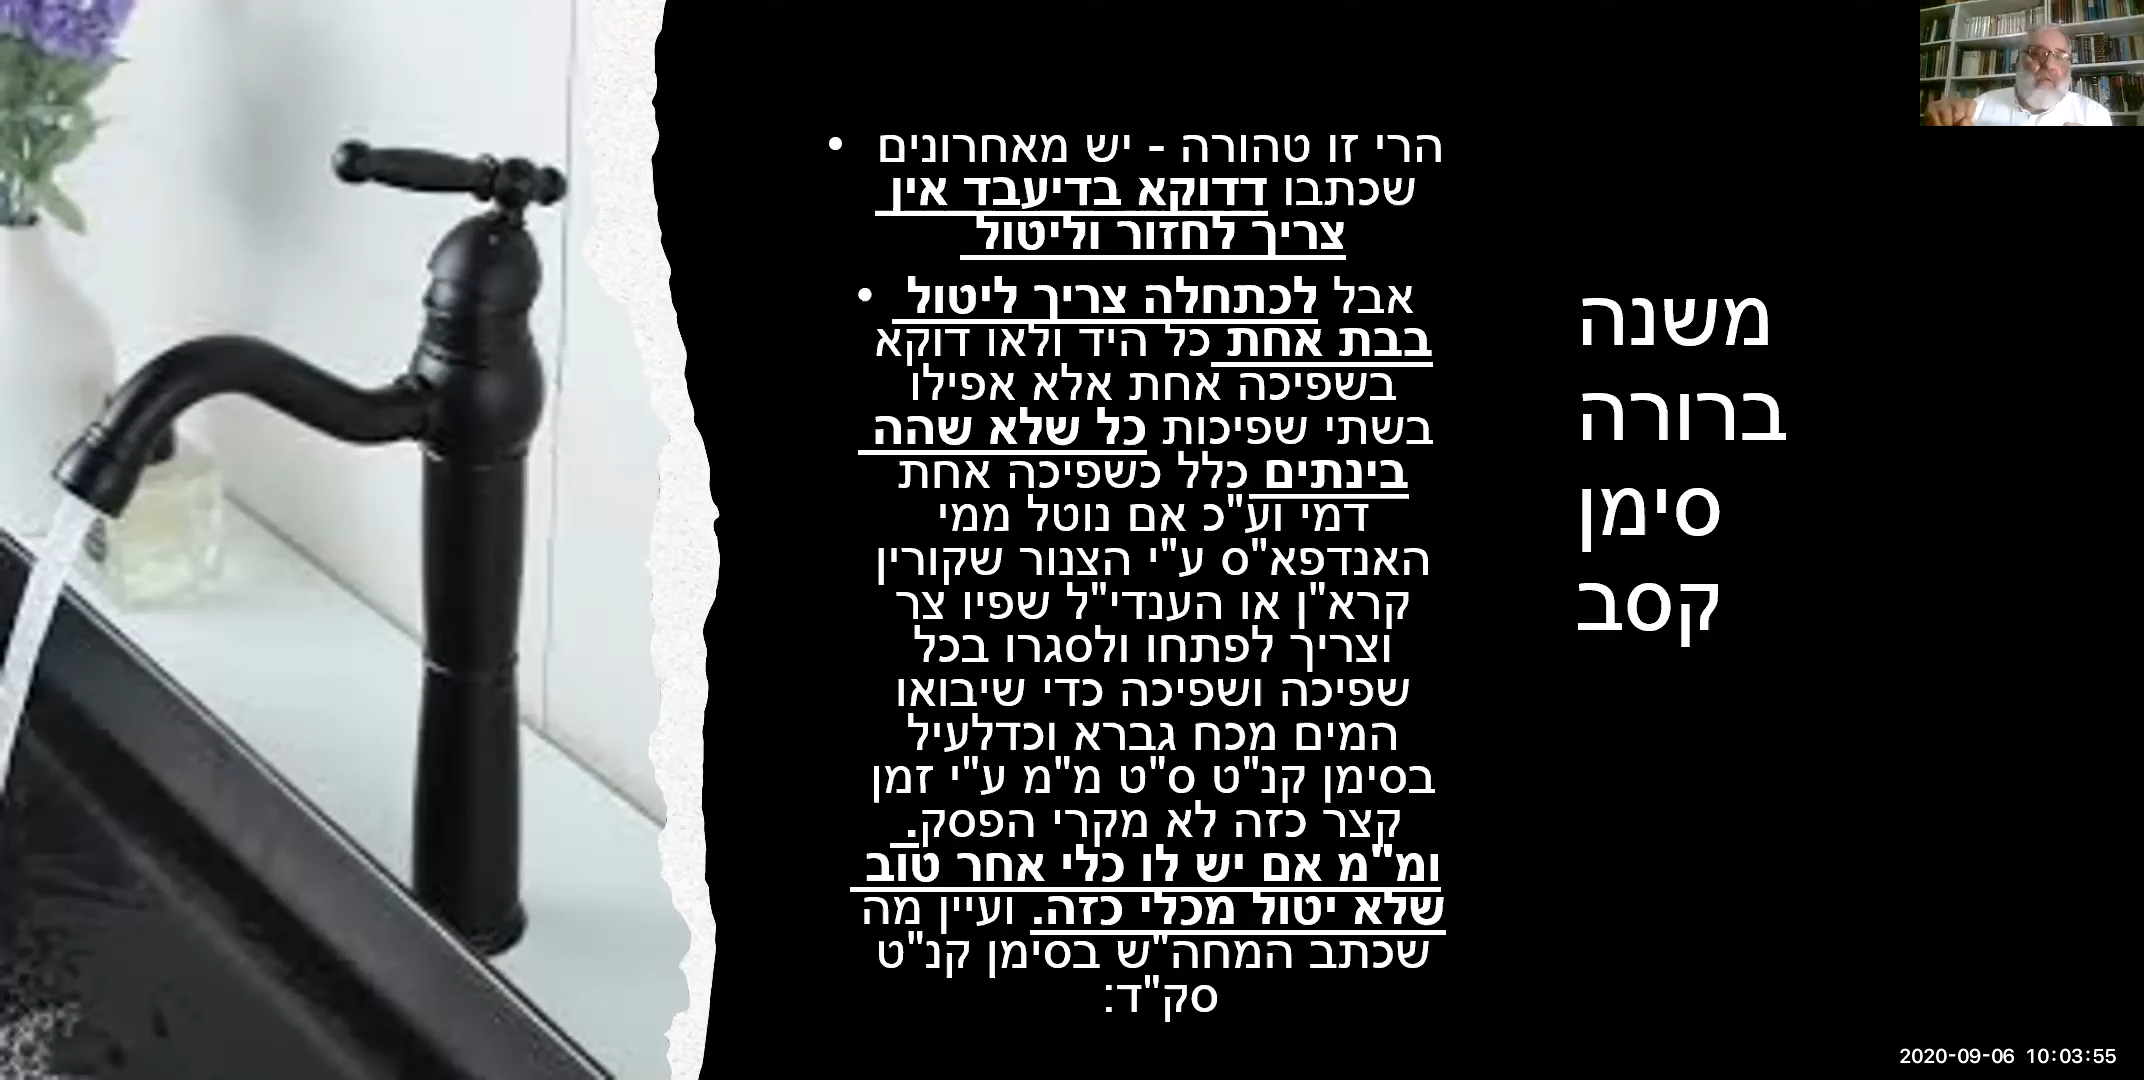 משנה
ברורה
סימן
קסב
• הרי זו טהורה - יש מאחרונים
שכתבו דדוקא בדיעבד אין
צריך לחזור וליטול
• אבל לכתחלה צריך ליטול
בבת אחת כל היד ולאו דוקא
בשפיכה אחת אלא אפילו
בשתי שפיכות כל שלא שהה
בינתים כלל כשפיכה אחת
דמי וע"כ אם נוטל ממי
האנדפא"ס ע"י הצנור שקורין
קרא"ן או הענדי"ל שפיו צר
וצריך לפתחו ולסגרו בכל
שפיכה ושפיכה כדי שיבואו
המים מכח גברא וכדלעיל
בסימן קנ"ט ס"ט מ"מ ע"י זמן
קצר כזה לא מקרי הפסק.
ומ"מ אם יש לו כלי אחר טוב
שלא יטול מכלי כזה. ועיין מה
שכתב המחה"ש בסימן קנ"ט
סק"ד:
2020-09-06 10:03:55